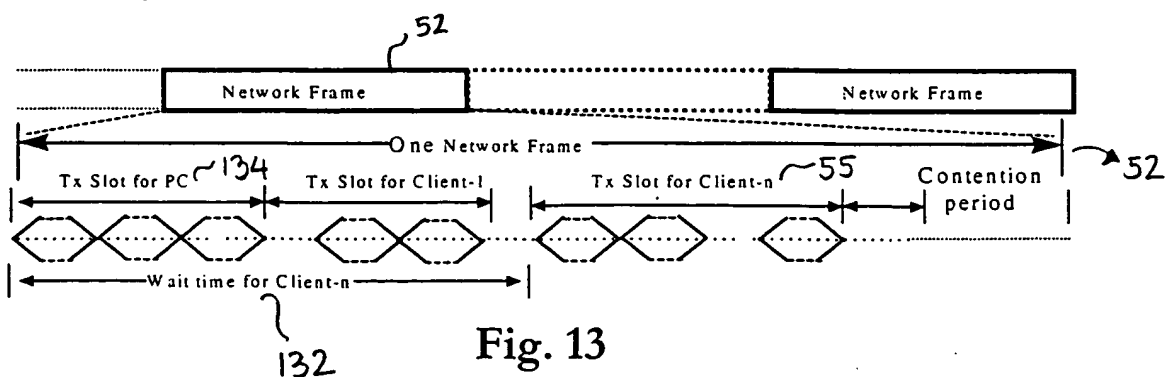 52
Network Frame Network Frame
One Network Frame
52
Tx Slot for PC 134 Tx Slot for Client-1 Tx Slot for Client-n 55 Contention
period
Wait time for Client-n
132
Fig. 13